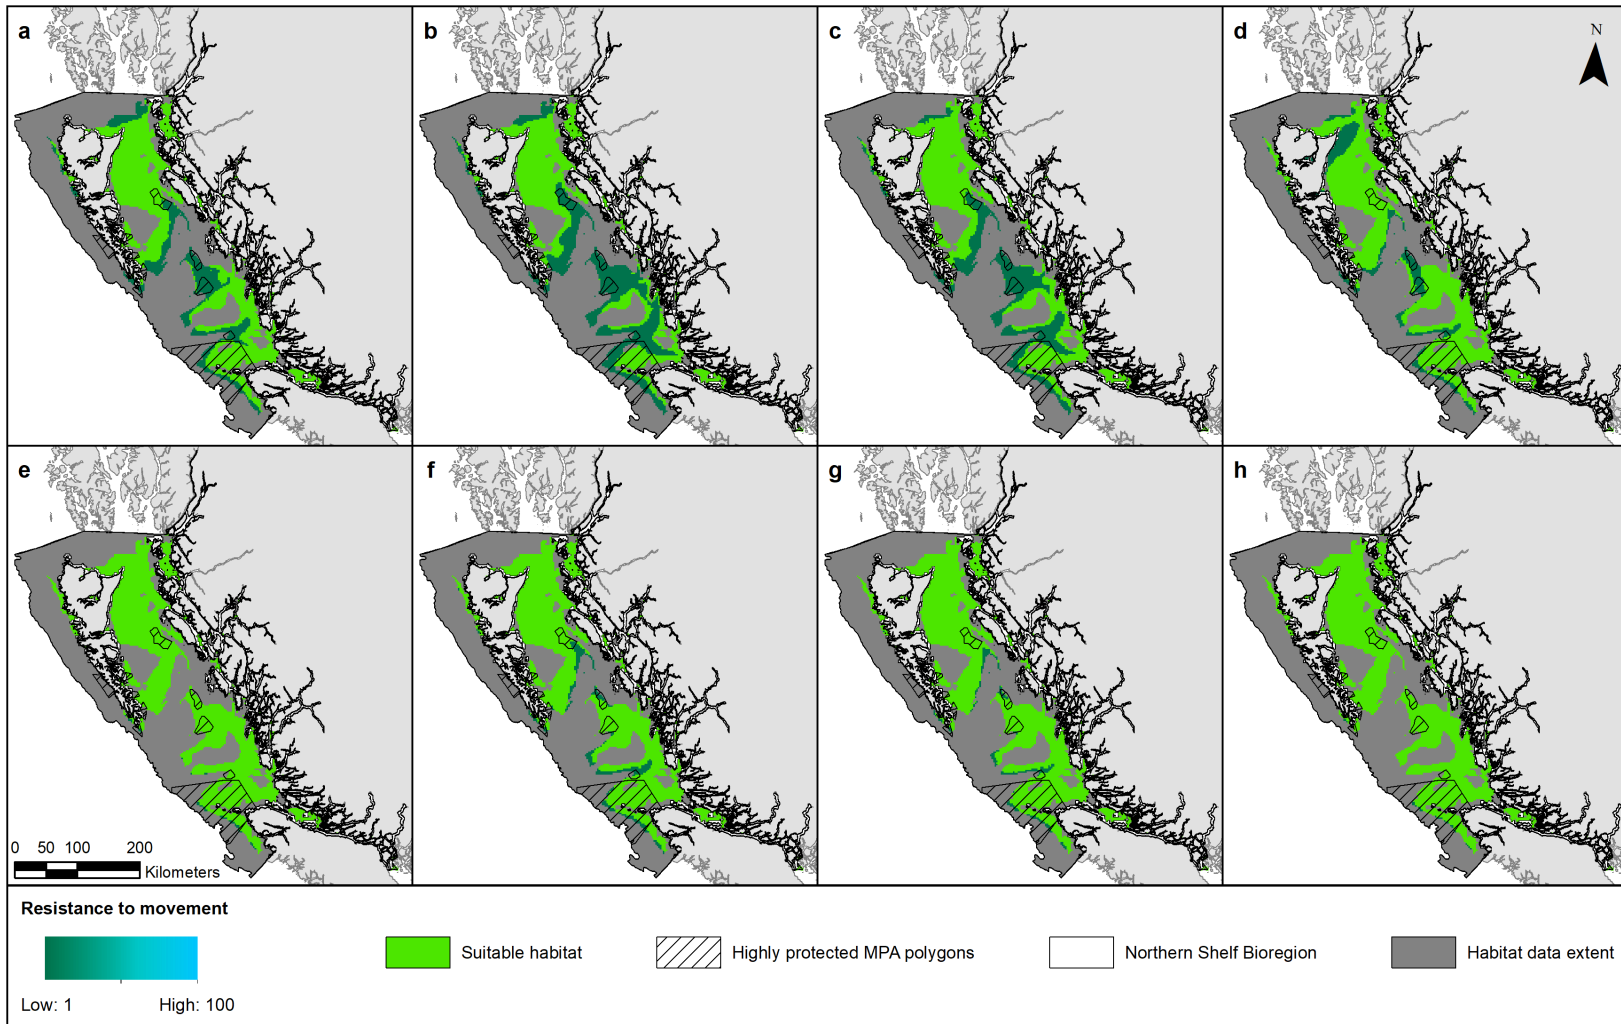 a
b
c
d
N
e
f
g
h
0 50 100 200
Kilometers
Resistance to movement
Low: 1
High: 100
Suitable habitat
Highly protected MPA polygons
Northern Shelf Bioregion
Habitat data extent